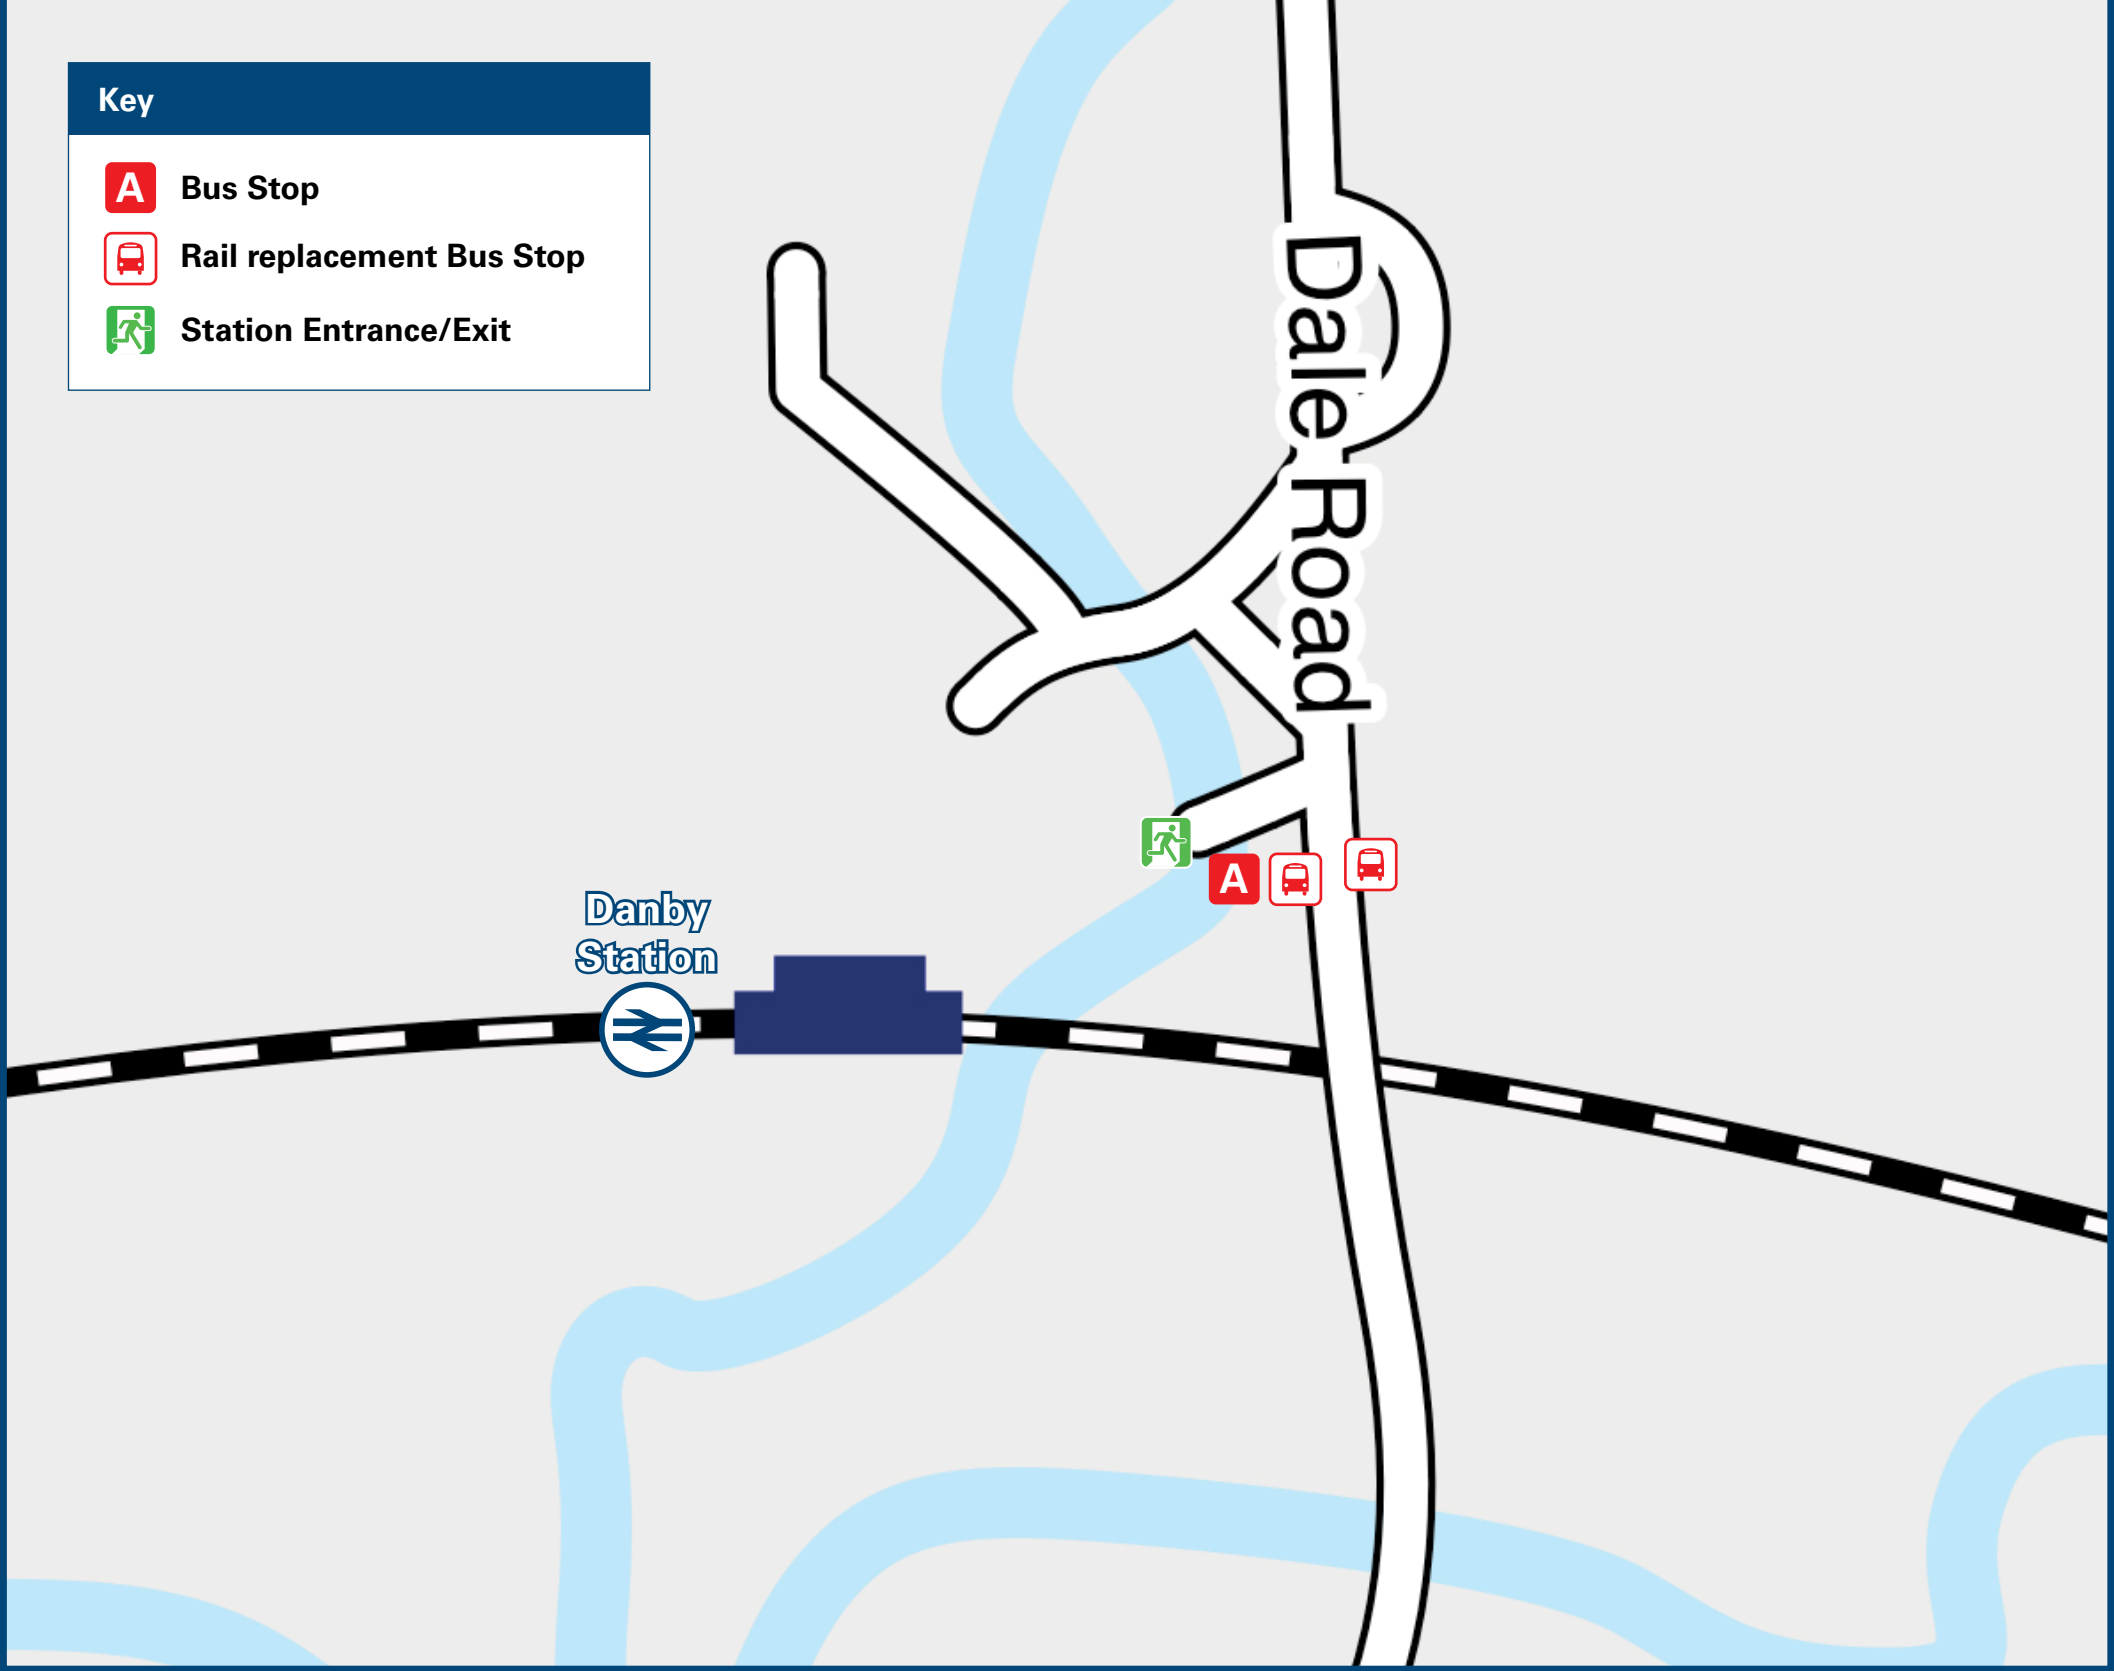 Key
A
Bus Stop
Rail replacement Bus Stop
Station Entrance/Exit
Dale Road
A
Danby
Station